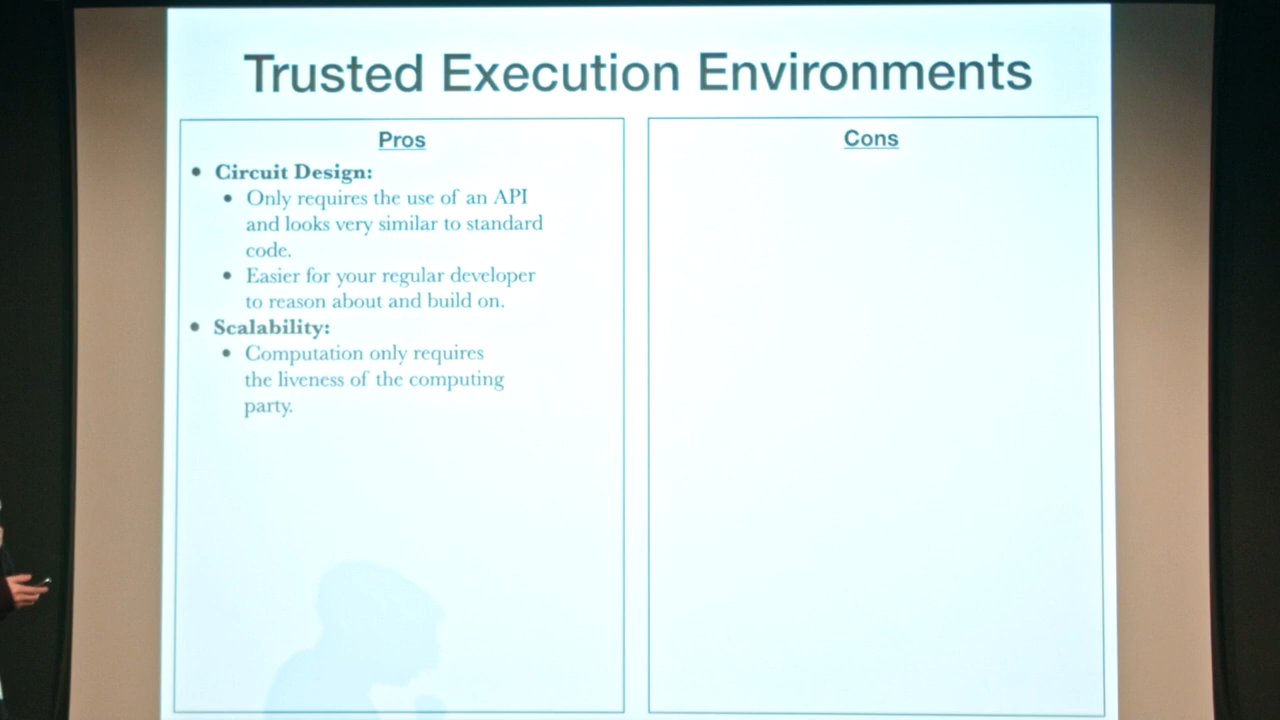 Trusted Execution Environments
Pros
• Circuit Design:
• Only requires the use of an API
and looks very similar to standard
code.
• Easier for your regular developer
to reason about and build on.
• Scalability:
• Computation only requires
the liveness of the computing
party.
Cons